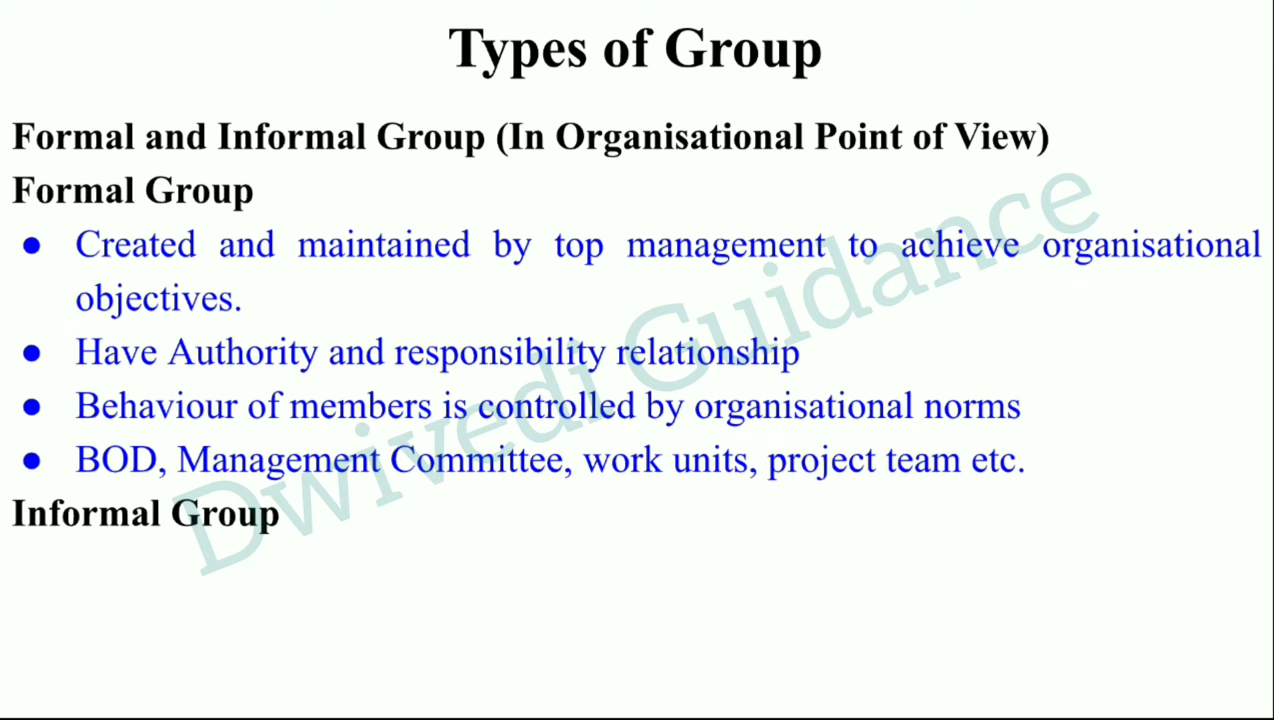 Types of Group
Formal and Informal Group (In Organisational Point of View)
Formal Group
● Created and maintained by top management to achieve organisational
objectives.
● Have Authority and responsibility relationship
● Behaviour of members is controlled by organisational norms
● BOD, Management Committee, work units, project team etc.
Informal Group
Dwivedi Guidance